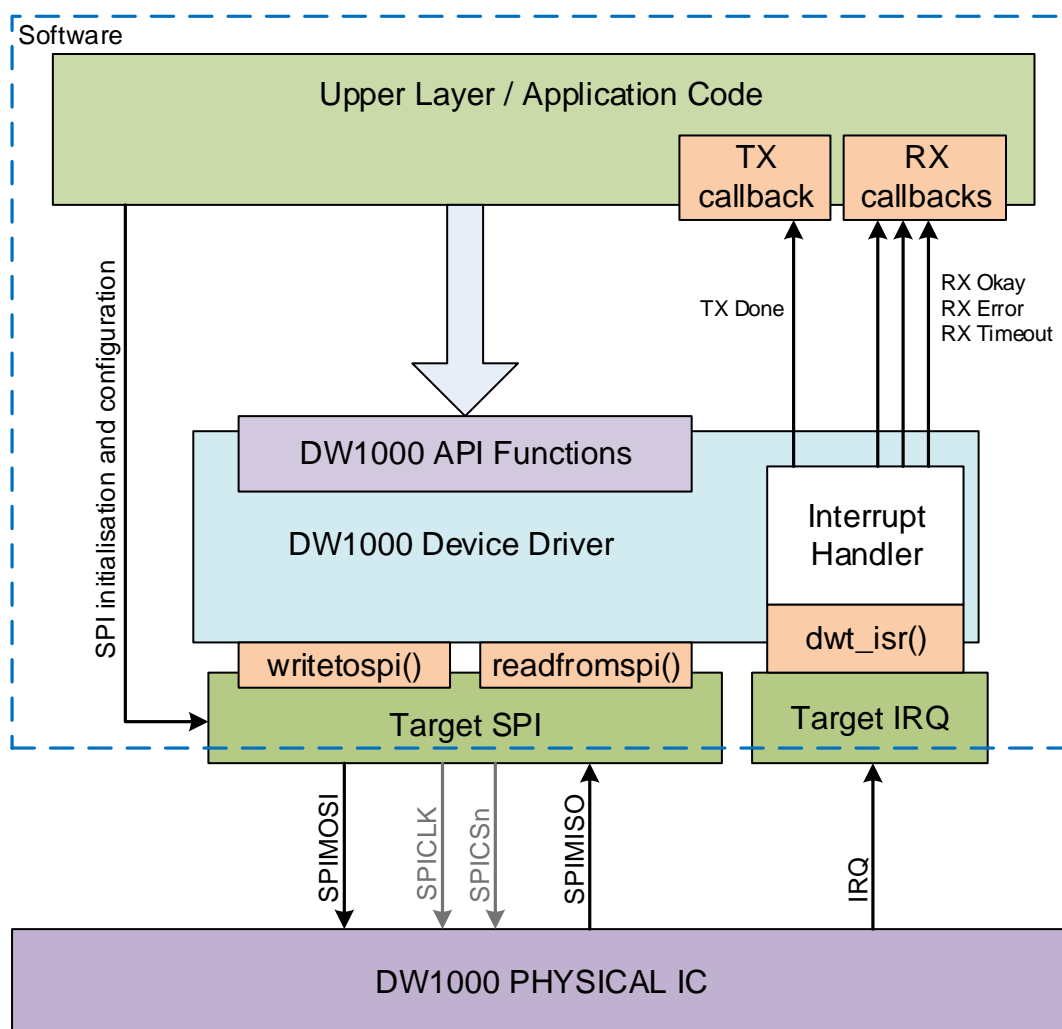 Software
Upper Layer / Application Code
TX
callback
RX
callbacks
SPI initialisation and configuration
TX Done
RX Okay
RX Error
RX Timeout
DW1000 API Functions
DW1000 Device Driver
Interrupt
Handler
writetospi()
readfromspi()
dwt_isr()
Target SPI
Target IRQ
SPIMOSI
SPICLK
SPICSn
SPIMISO
IRQ
DW1000 PHYSICAL IC